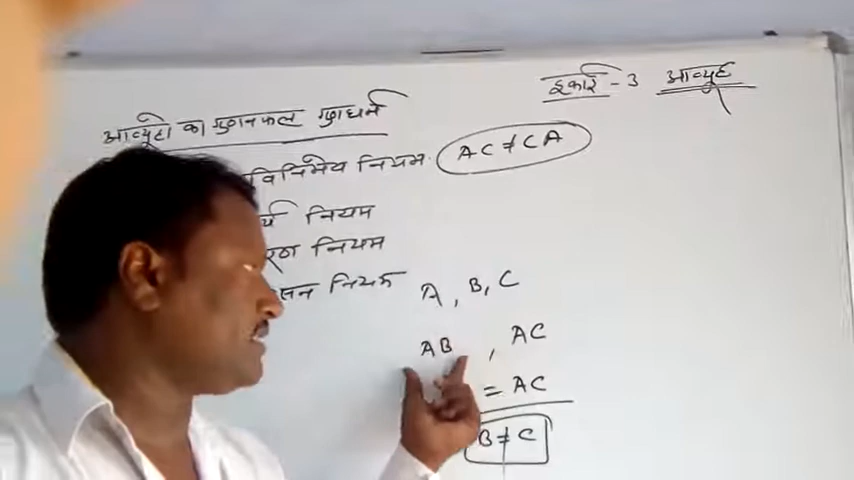 इकाई - 3 आव्यूह
आव्यूहो का गुणनफल गुणधर्म
विनिमेय नियम. AC ≠ CA
नियम
नियम
नियम
A , B, C
AB , AC
= AC
B ≠ C